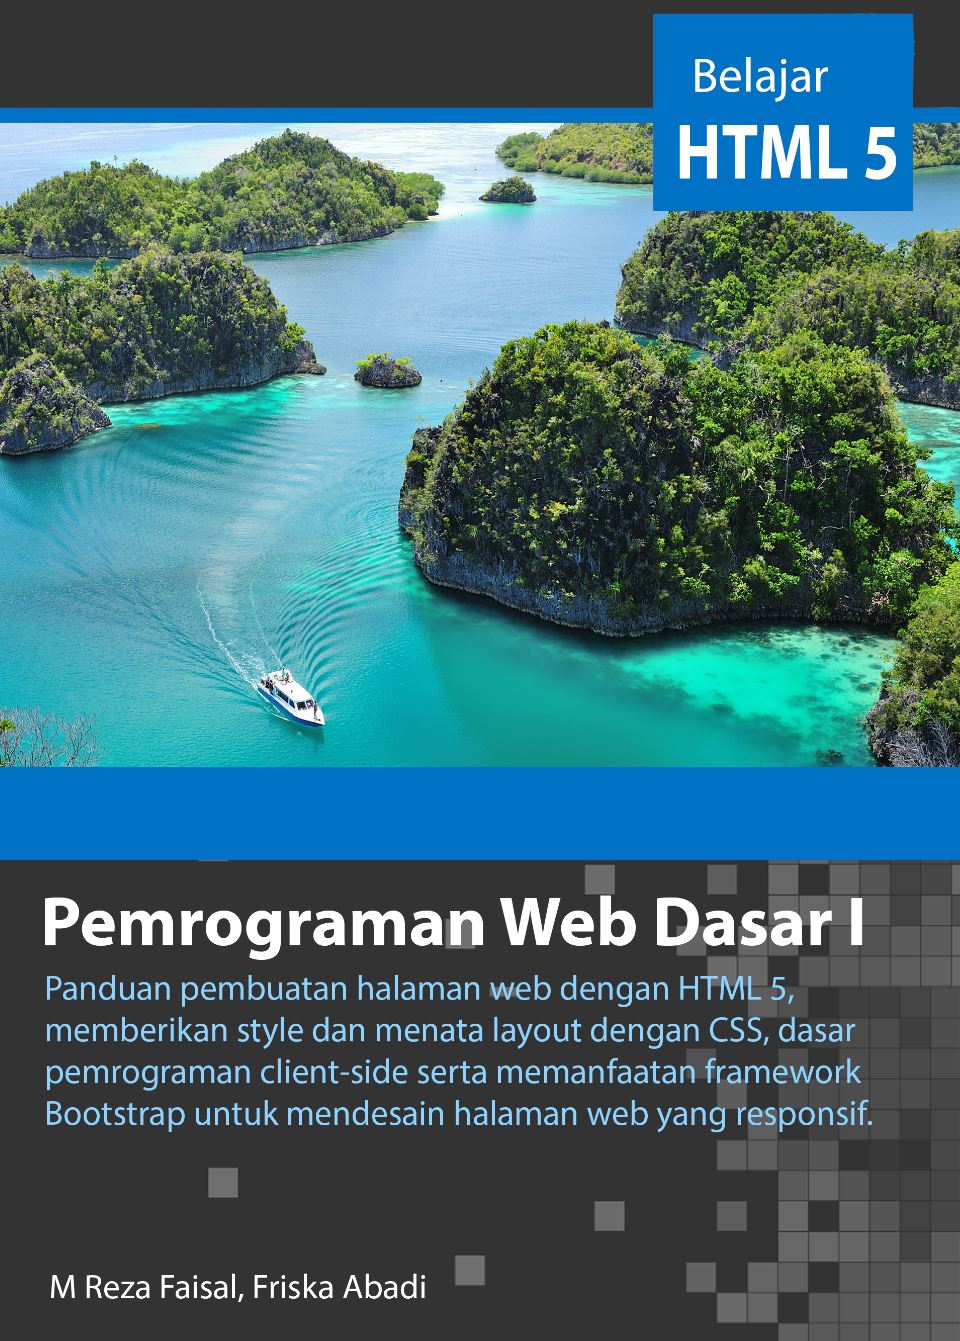 Belajar
HTML 5
Pemrograman Web Dasar I
Panduan pembuatan halaman web dengan HTML 5,
memberikan style dan menata layout dengan CSS, dasar
pemrograman client-side serta memanfaatan framework
Bootstrap untuk mendesain halaman web yang responsif.
M Reza Faisal, Friska Abadi